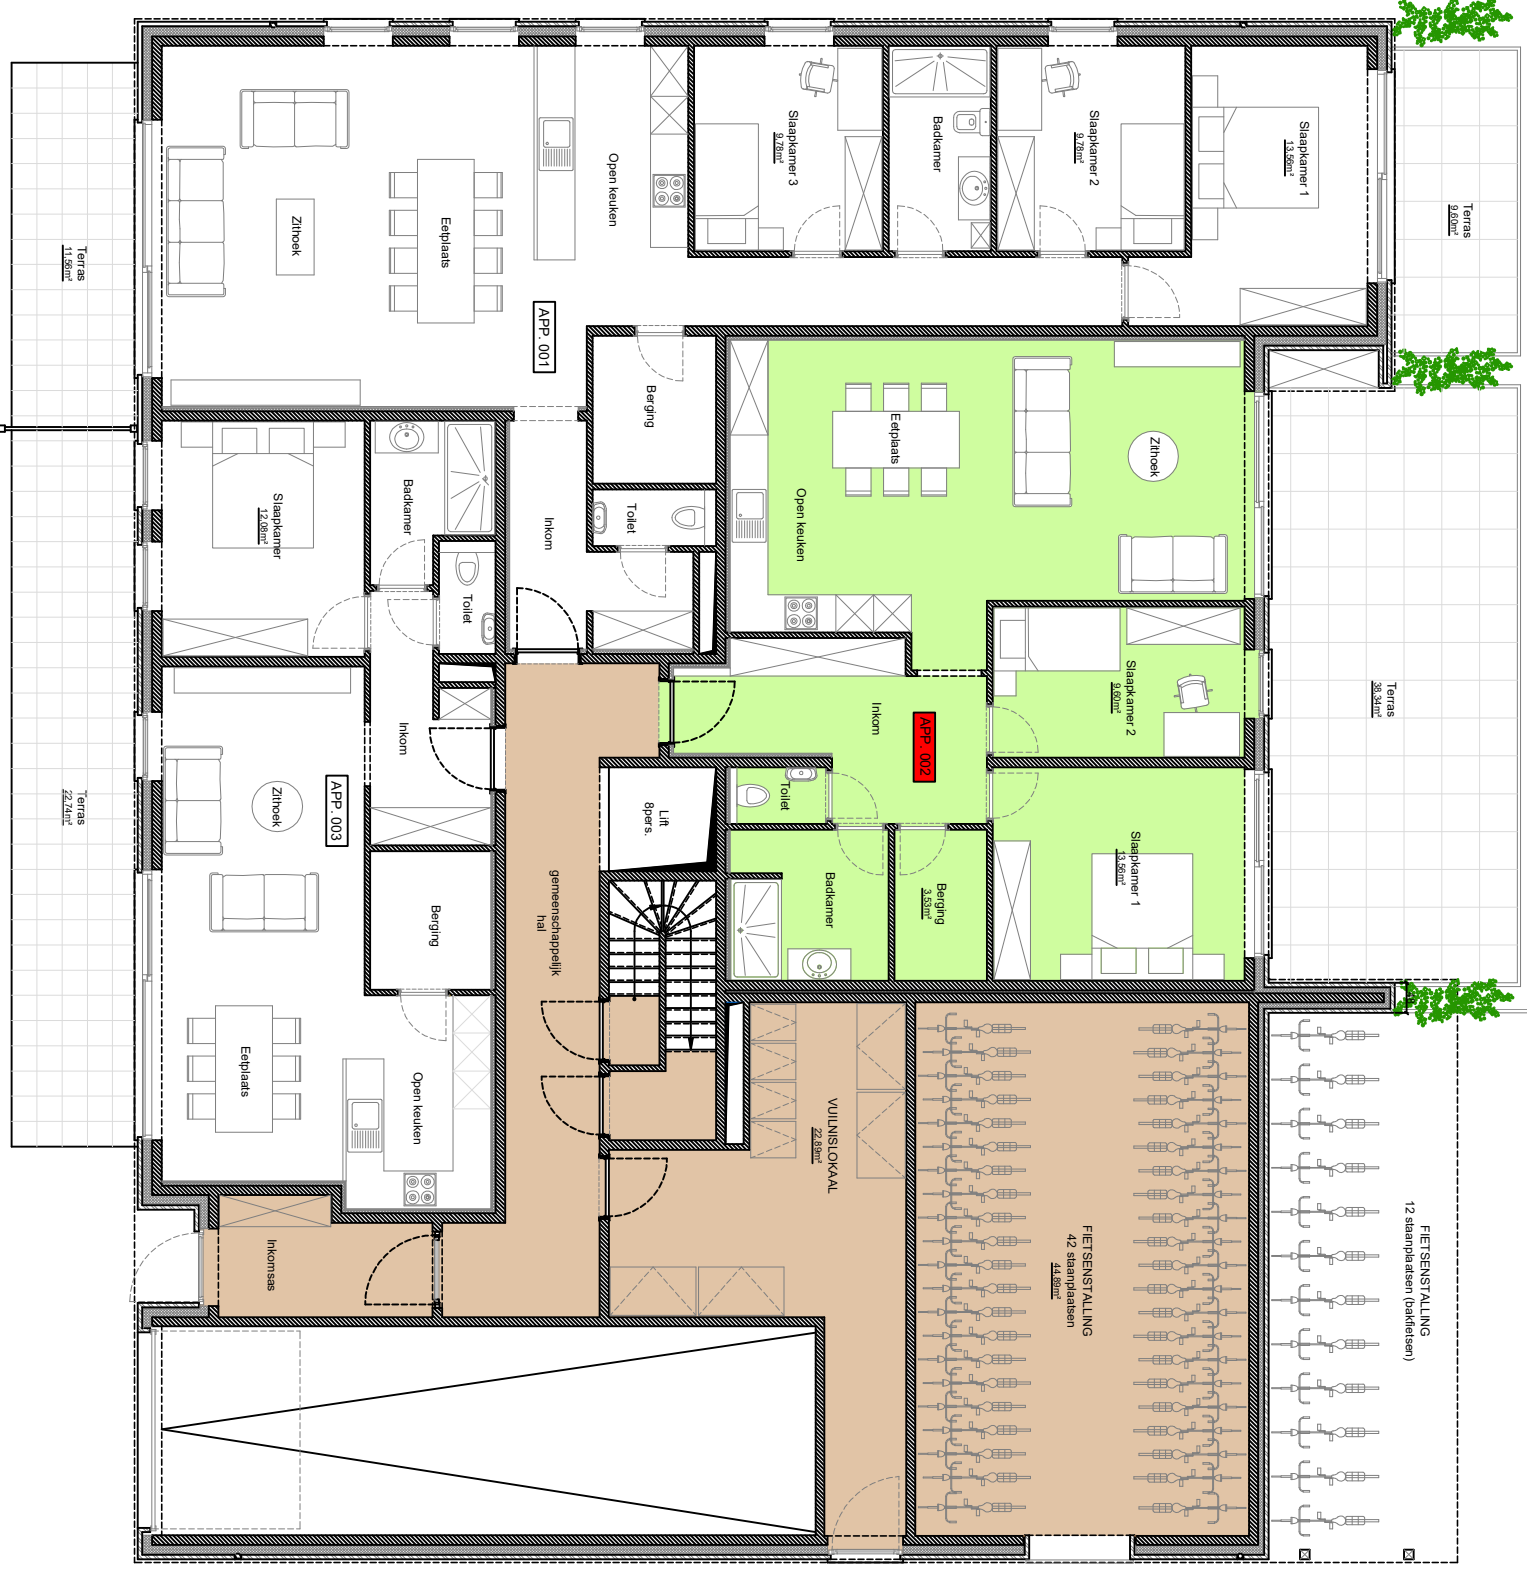 Slaapkamer 3
9,78m²
Badkamer
Slaapkamer 2
9,78m²
Slaapkamer 1
13,56m²
Terras
9,60m²
Open keuken
Eetplaats
Zithoek
Terras
11,56m²
APP. 001
Berging
Toilet
Inkom
Eetplaats
Open keuken
Zithoek
Slaapkamer
12,08m²
Badkamer
Toilet
Inkom
APP. 003
Zithoek
Terras
22,74m²
Berging
Eetplaats
Open keuken
Inkom
APP. 002
Slaapkamer 2
9,60m²
Terras
38,34m²
Toilet
Lift
8pers.
Badkamer
Berging
3,53m²
Slaapkamer 1
13,56m²
gemeenschappelijk
hal
VUILNISLOKAAL
22,89m²
FIETSENSTALLING
42 staanplaatsen
44,89m²
FIETSENSTALLING
12 staanplaatsen (bakfietsen)
Inkomsas